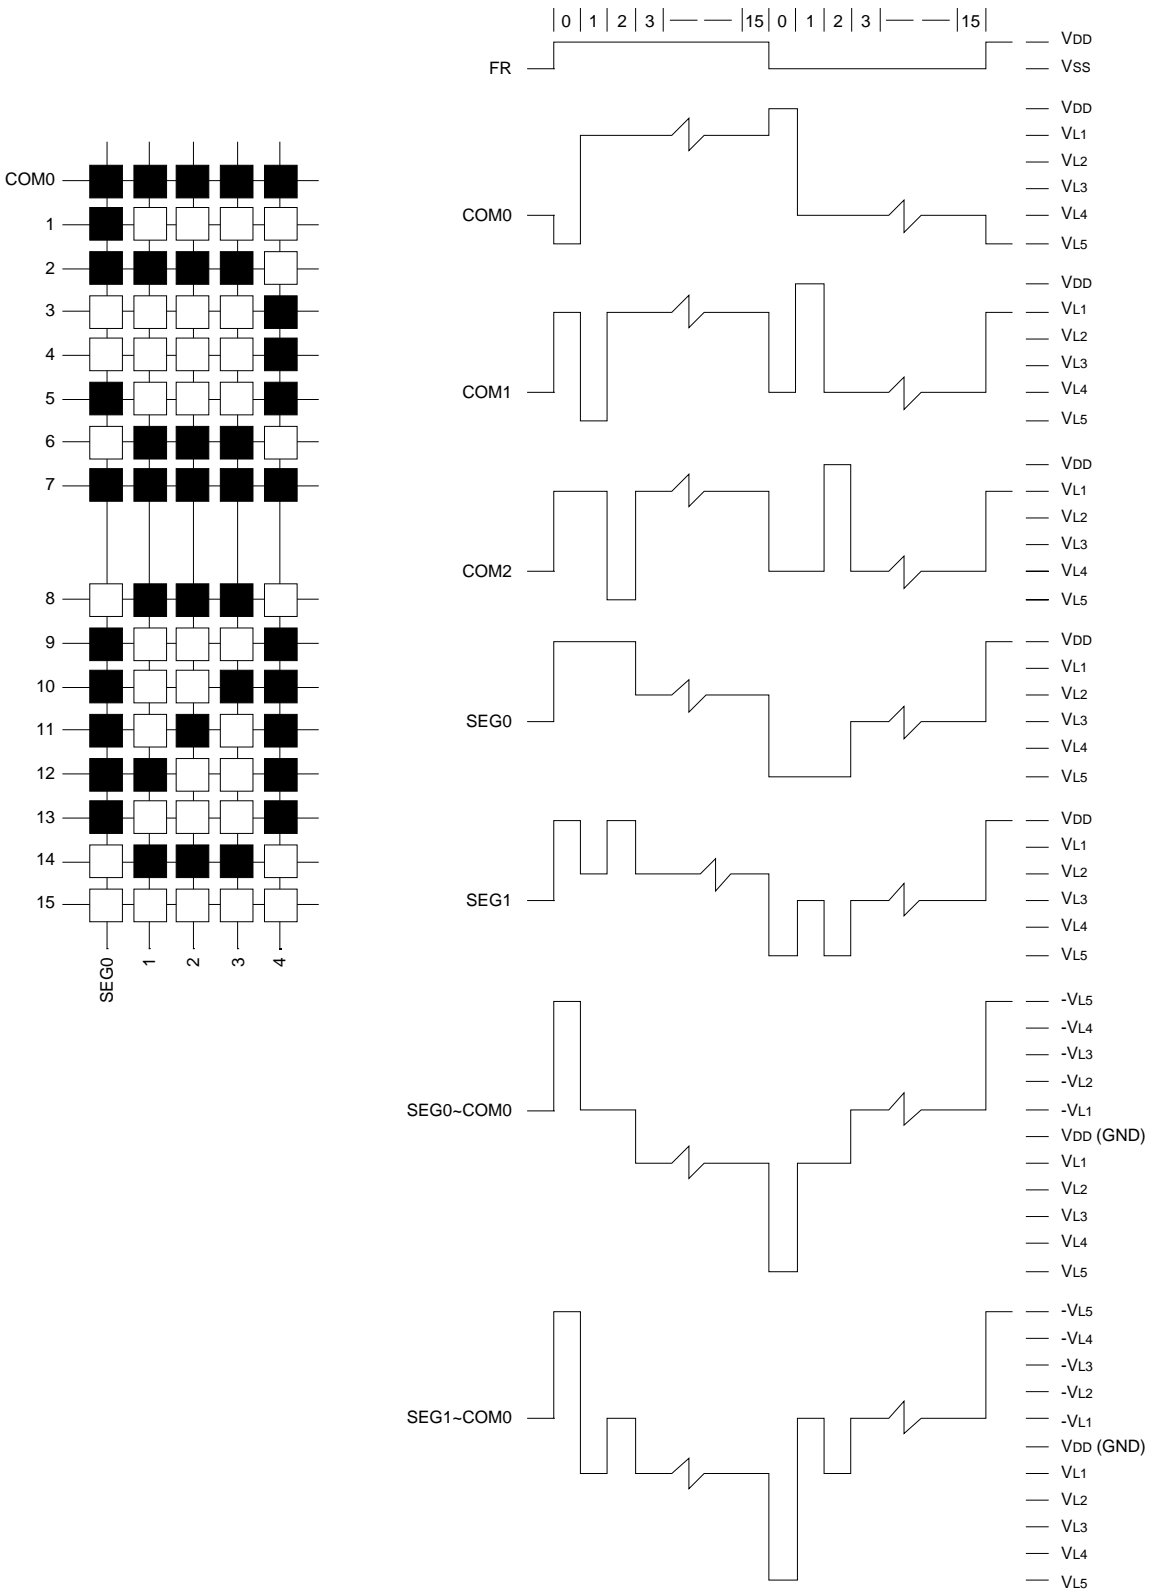 0 1 2 3 15 0 1 2 3 15
FR
VDD
VSS
COM0
1
2
3
4
5
6
7
8
9
10
11
12
13
14
15
SEG0 1 2 3 4
COM0
VDD
VL1
VL2
VL3
VL4
VL5
COM1
VDD
VL1
VL2
VL3
VL4
VL5
COM2
VDD
VL1
VL2
VL3
VL4
VL5
SEG0
VDD
VL1
VL2
VL3
VL4
VL5
SEG1
VDD
VL1
VL2
VL3
VL4
VL5
SEG0~COM0
-VL5
-VL4
-VL3
-VL2
-VL1
VDD (GND)
VL1
VL2
VL3
VL4
VL5
SEG1~COM0
-VL5
-VL4
-VL3
-VL2
-VL1
VDD (GND)
VL1
VL2
VL3
VL4
VL5